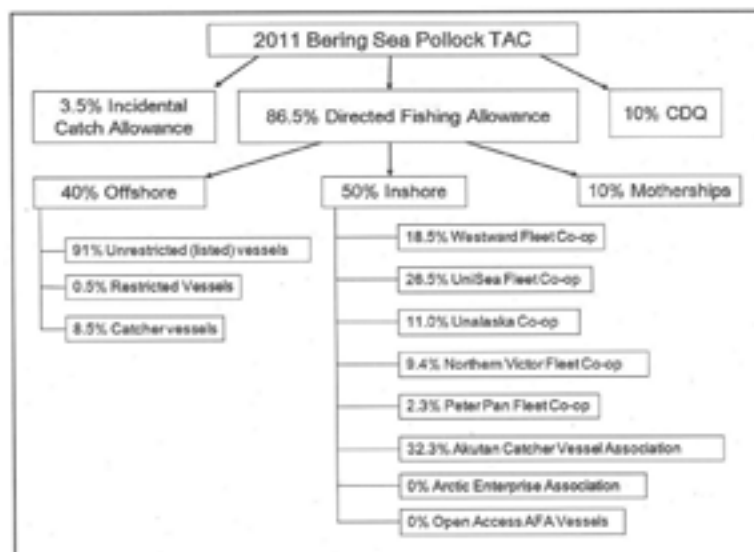 2011 Bering Sea Pollock TAC
3.5% Incidental
Catch Allowance
86.5% Directed Fishing Allowance
10% CDQ
40% Offshore
50% Inshore
10% Motherships
91% Unrestricted (listed) vessels
0.5% Restricted Vessels
8.5% Catcher vessels
18.5% Westward Fleet Co-op
26.5% UniSea Fleet Co-op
11.0% Unalaska Co-op
9.4% Northern Victor Fleet Co-op
2.3% Peter Pan Fleet Co-op
32.3% Akutan Catcher Vessel Association
0% Arctic Enterprise Association
0% Open Access AFA Vessels